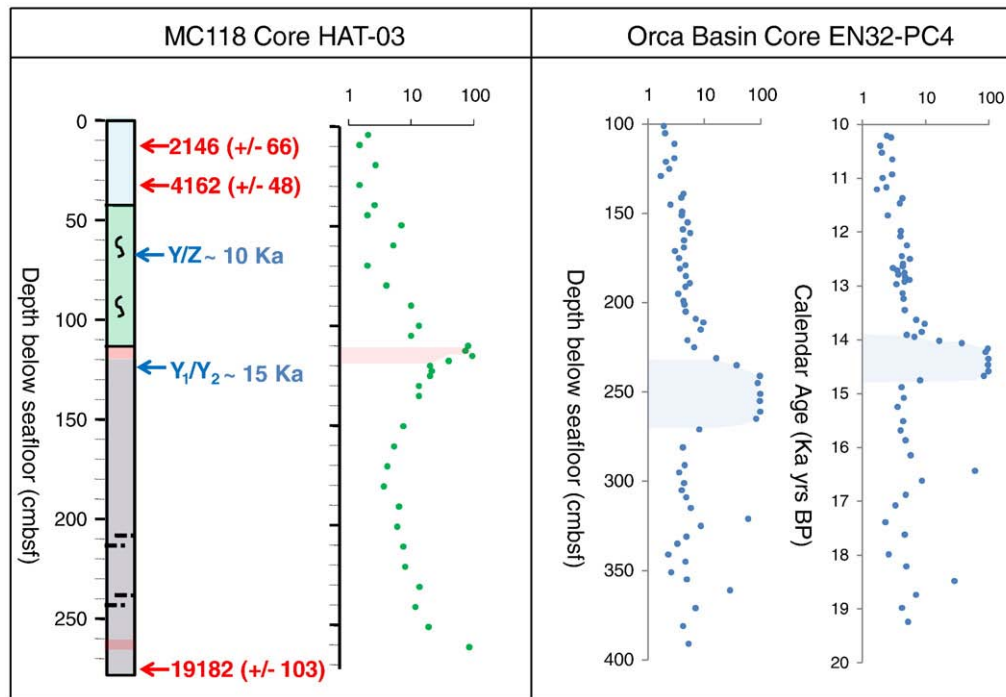 MC118 Core HAT-03
Orca Basin Core EN32-PC4
1 10 100
0
50
100
150
200
250
Depth below seafloor (cmbsf)
2146 (+/- 66)
4162 (+/- 48)
Y/Z ~ 10 Ka
Y1/Y2 ~ 15 Ka
19182 (+/- 103)
1 10 100
100
150
200
250
300
350
400
Depth below seafloor (cmbsf)
1 10 100
10
11
12
13
14
15
16
17
18
19
20
Calendar Age (Ka yrs BP)